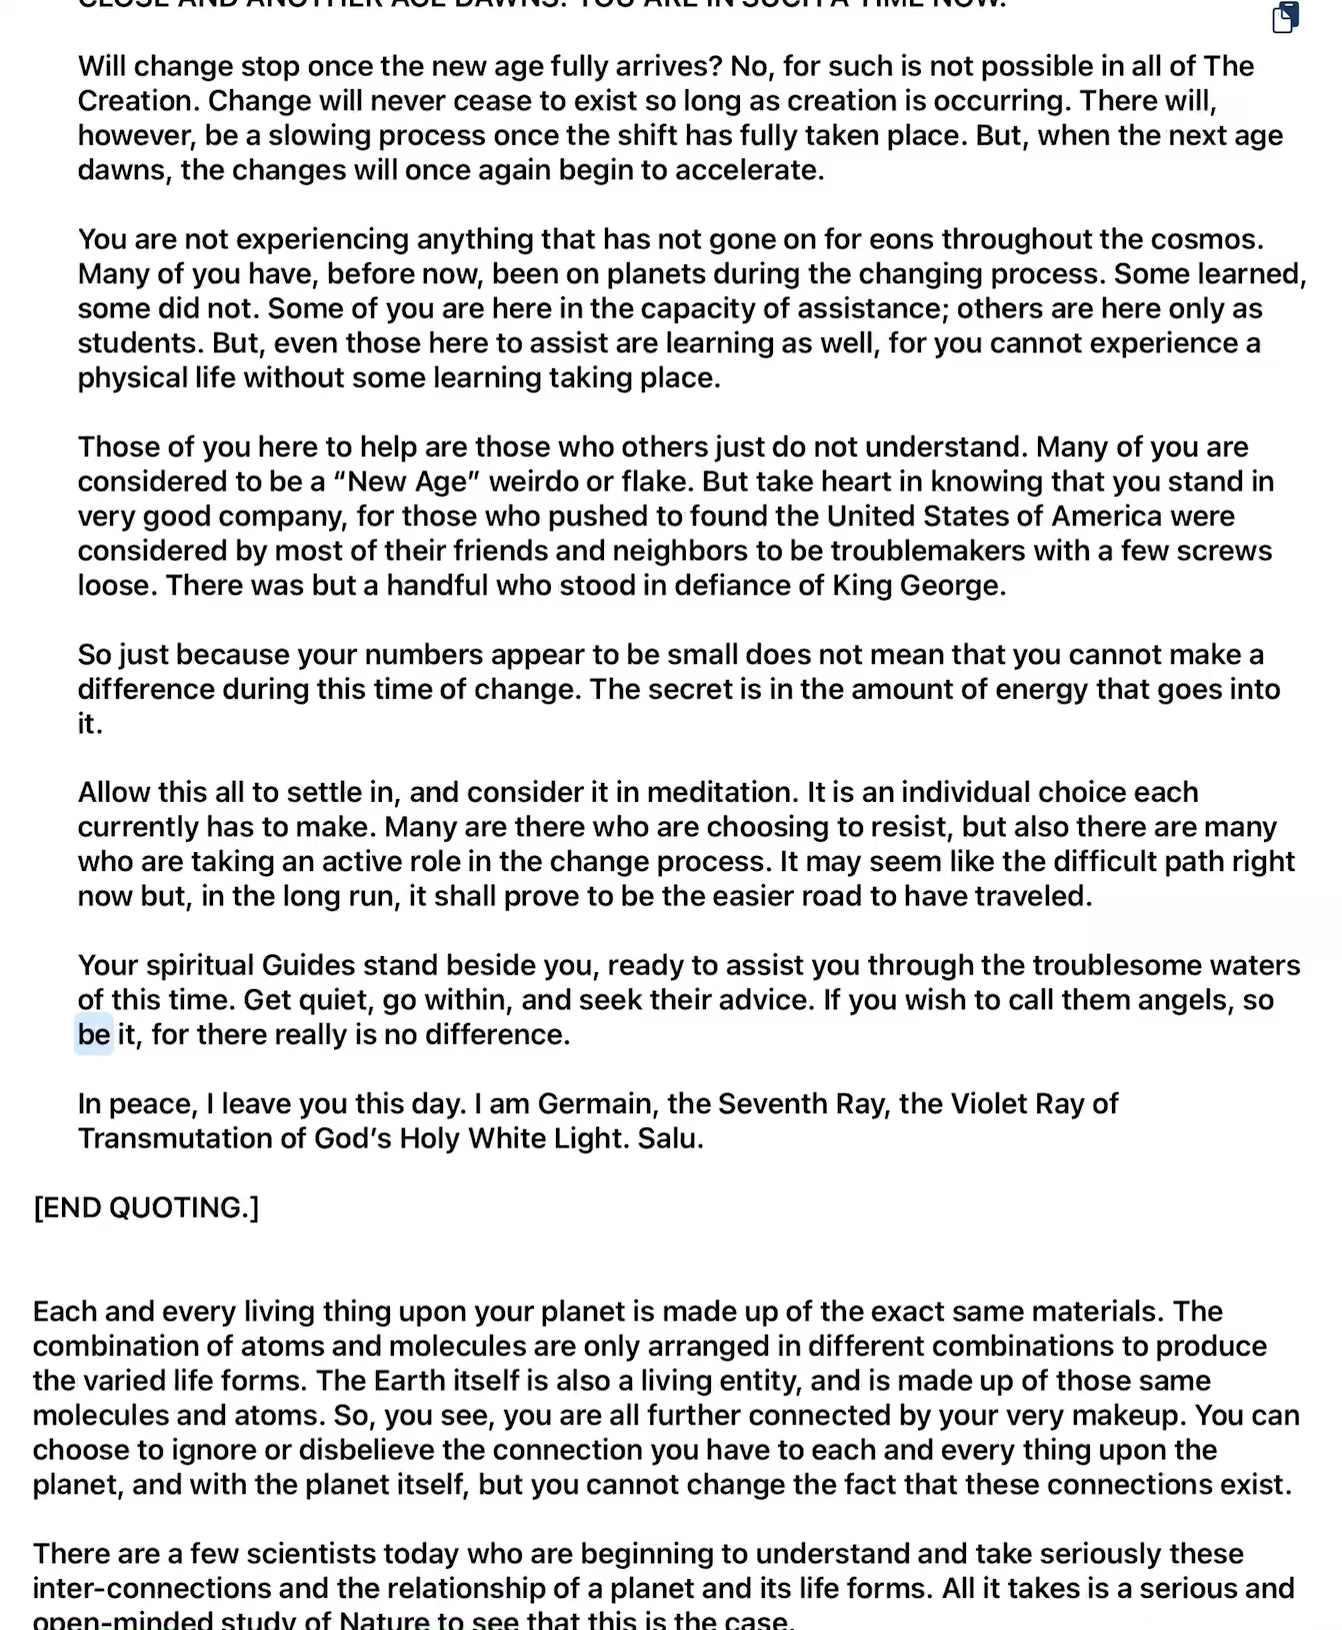 CLOSE AND ANOTHER AGE DAWNS. YOU ARE IN SUCH A TIME NOW.
Will change stop once the new age fully arrives? No, for such is not possible in all of The
Creation. Change will never cease to exist so long as creation is occurring. There will,
however, be a slowing process once the shift has fully taken place. But, when the next age
dawns, the changes will once again begin to accelerate.
You are not experiencing anything that has not gone on for eons throughout the cosmos.
Many of you have, before now, been on planets during the changing process. Some learned,
some did not. Some of you are here in the capacity of assistance; others are here only as
students. But, even those here to assist are learning as well, for you cannot experience a
physical life without some learning taking place.
Those of you here to help are those who others just do not understand. Many of you are
considered to be a “New Age” weirdo or flake. But take heart in knowing that you stand in
very good company, for those who pushed to found the United States of America were
considered by most of their friends and neighbors to be troublemakers with a few screws
loose. There was but a handful who stood in defiance of King George.
So just because your numbers appear to be small does not mean that you cannot make a
difference during this time of change. The secret is in the amount of energy that goes into
it.
Allow this all to settle in, and consider it in meditation. It is an individual choice each
currently has to make. Many are there who are choosing to resist, but also there are many
who are taking an active role in the change process. It may seem like the difficult path right
now but, in the long run, it shall prove to be the easier road to have traveled.
Your spiritual Guides stand beside you, ready to assist you through the troublesome waters
of this time. Get quiet, go within, and seek their advice. If you wish to call them angels, so
be it, for there really is no difference.
In peace, I leave you this day. I am Germain, the Seventh Ray, the Violet Ray of
Transmutation of God’s Holy White Light. Salu.
[END QUOTING.]
Each and every living thing upon your planet is made up of the exact same materials. The
combination of atoms and molecules are only arranged in different combinations to produce
the varied life forms. The Earth itself is also a living entity, and is made up of those same
molecules and atoms. So, you see, you are all further connected by your very makeup. You can
choose to ignore or disbelieve the connection you have to each and every thing upon the
planet, and with the planet itself, but you cannot change the fact that these connections exist.
There are a few scientists today who are beginning to understand and take seriously these
inter-connections and the relationship of a planet and its life forms. All it takes is a serious and
open-minded study of Nature to see that this is the case.